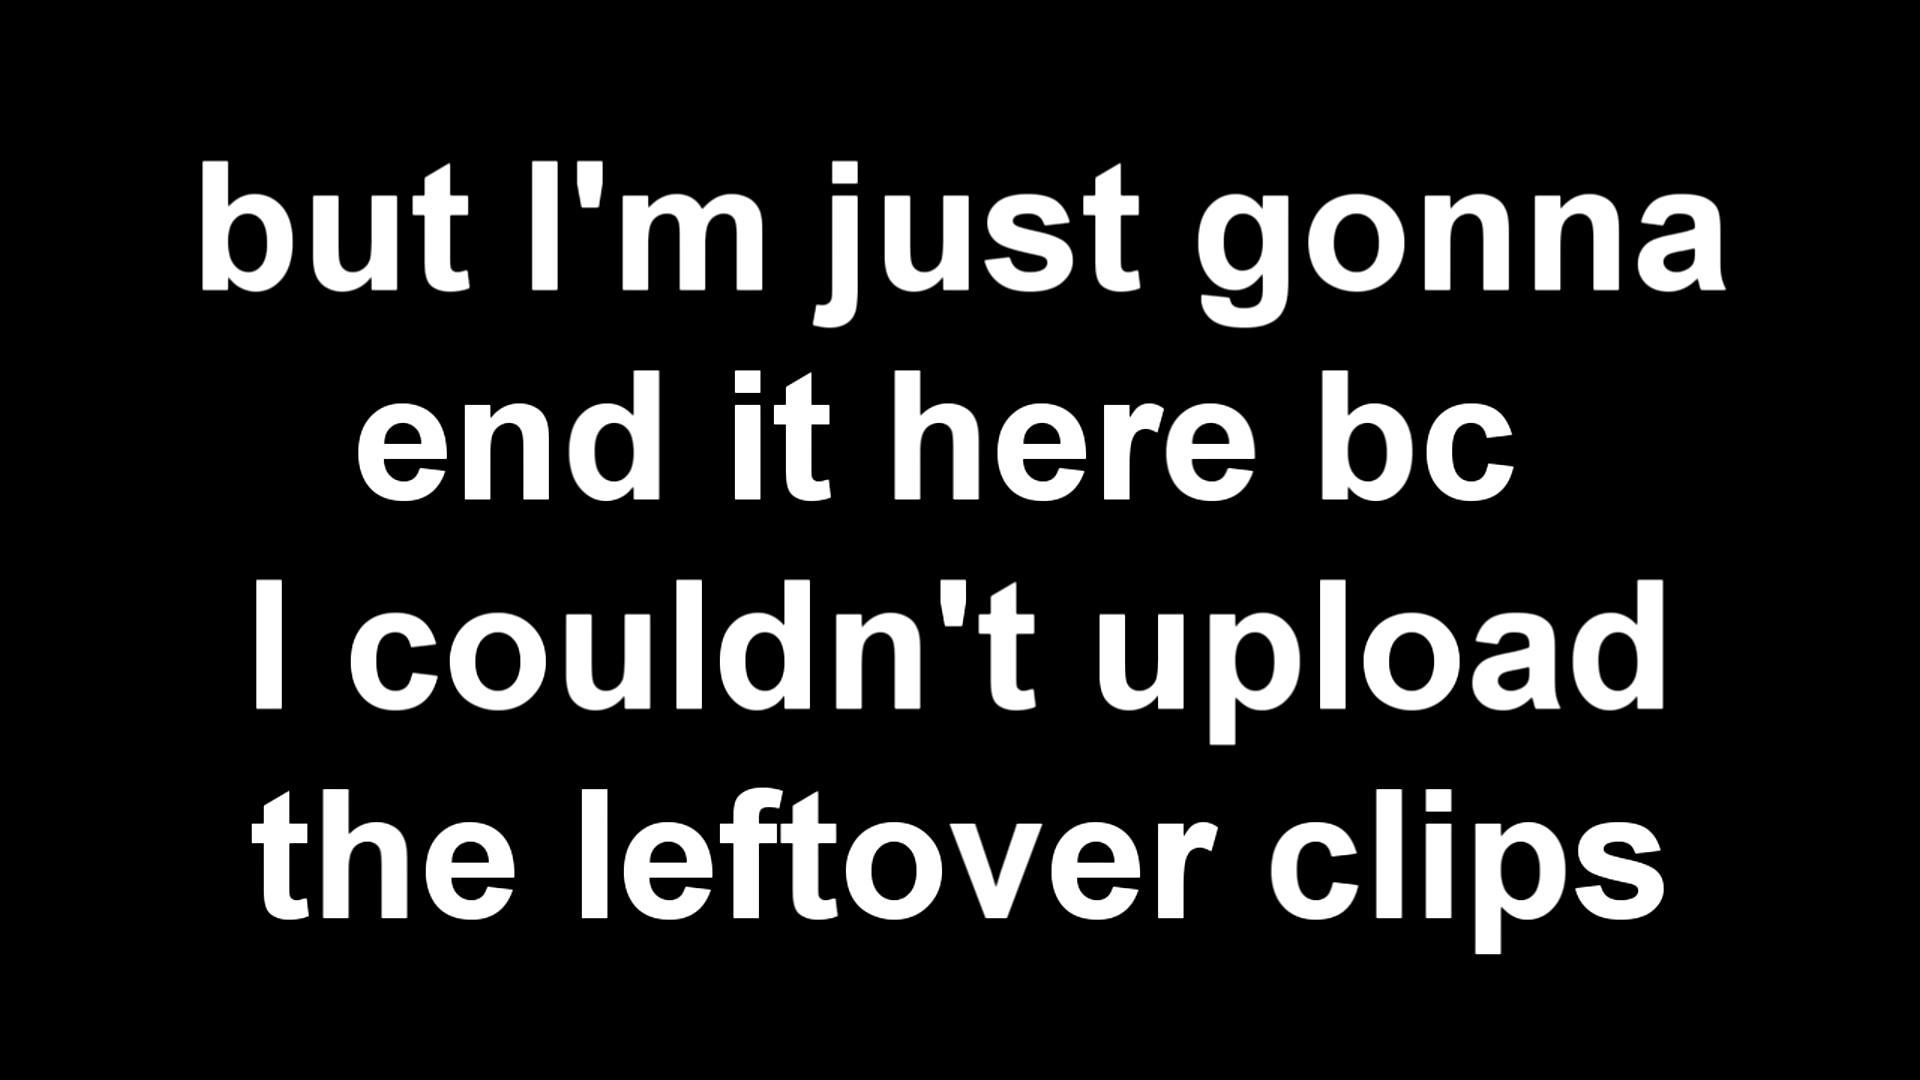 but I'm just gonna
end it here bc
I couldn't upload
the leftover clips